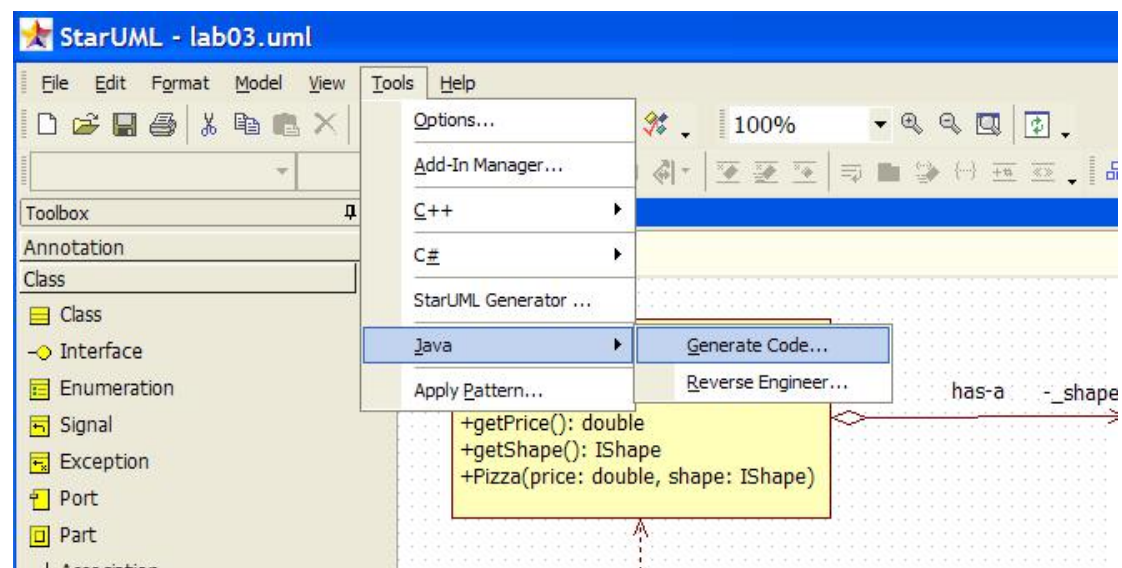 StarUML - lab03.uml
File Edit Format Model View Tools Help
100%
Options...
Add-In Manager...
C++
C#
StarUML Generator ...
Java
Apply Pattern...
Generate Code...
Reverse Engineer...
Toolbox
Annotation
Class
Class
Interface
Enumeration
Signal
Exception
Port
Part
has-a -_shape
+getPrice(): double
+getShape(): IShape
+Pizza(price: double, shape: IShape)